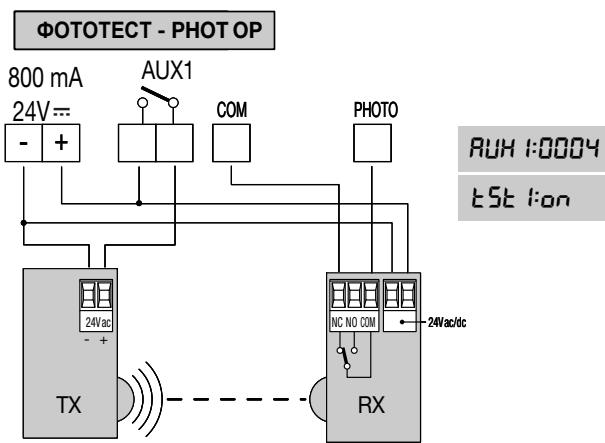 ФОТОТЕСТ - PHOT OP
800 mA
24V
AUX1
COM
PHOTO
- +
AUX 1:0004
tSt 1:on
24Vac
- +
NC NO COM
24Vac/dc
TX
RX